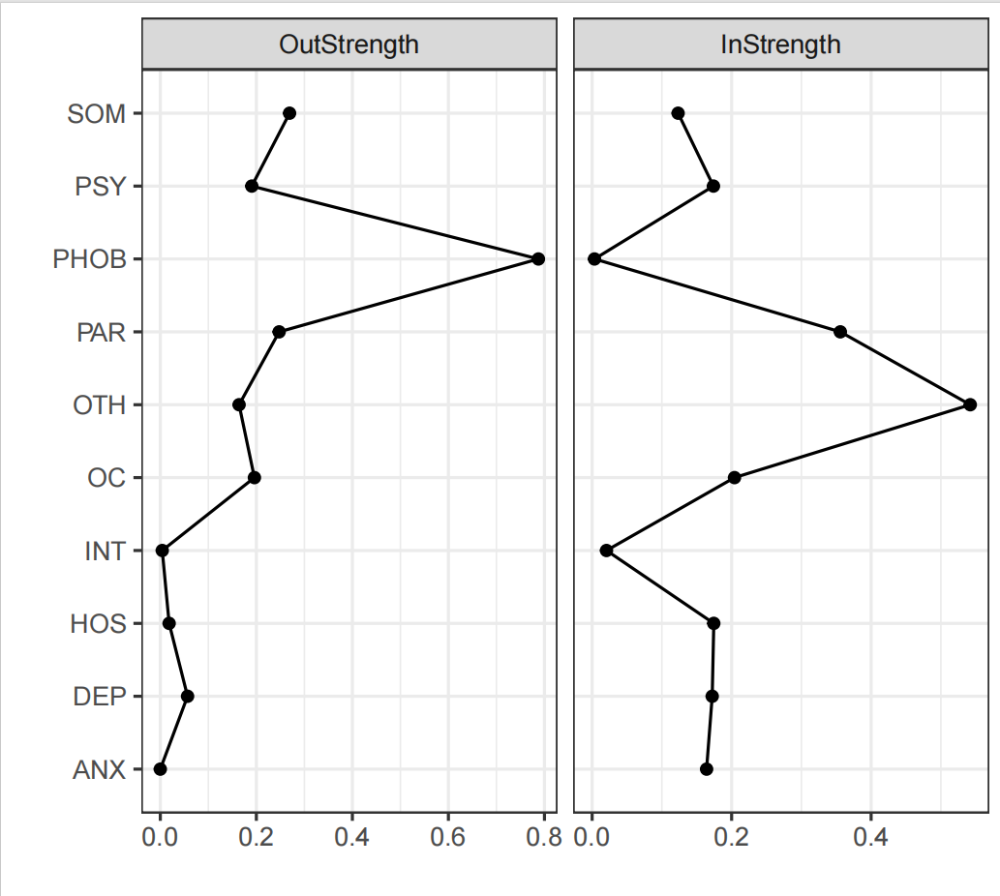 OutStrength
InStrength
SOM
PSY
PHOB
PAR
OTH
OC
INT
HOS
DEP
ANX
0.0 0.2 0.4 0.6 0.8 0.0 0.2 0.4